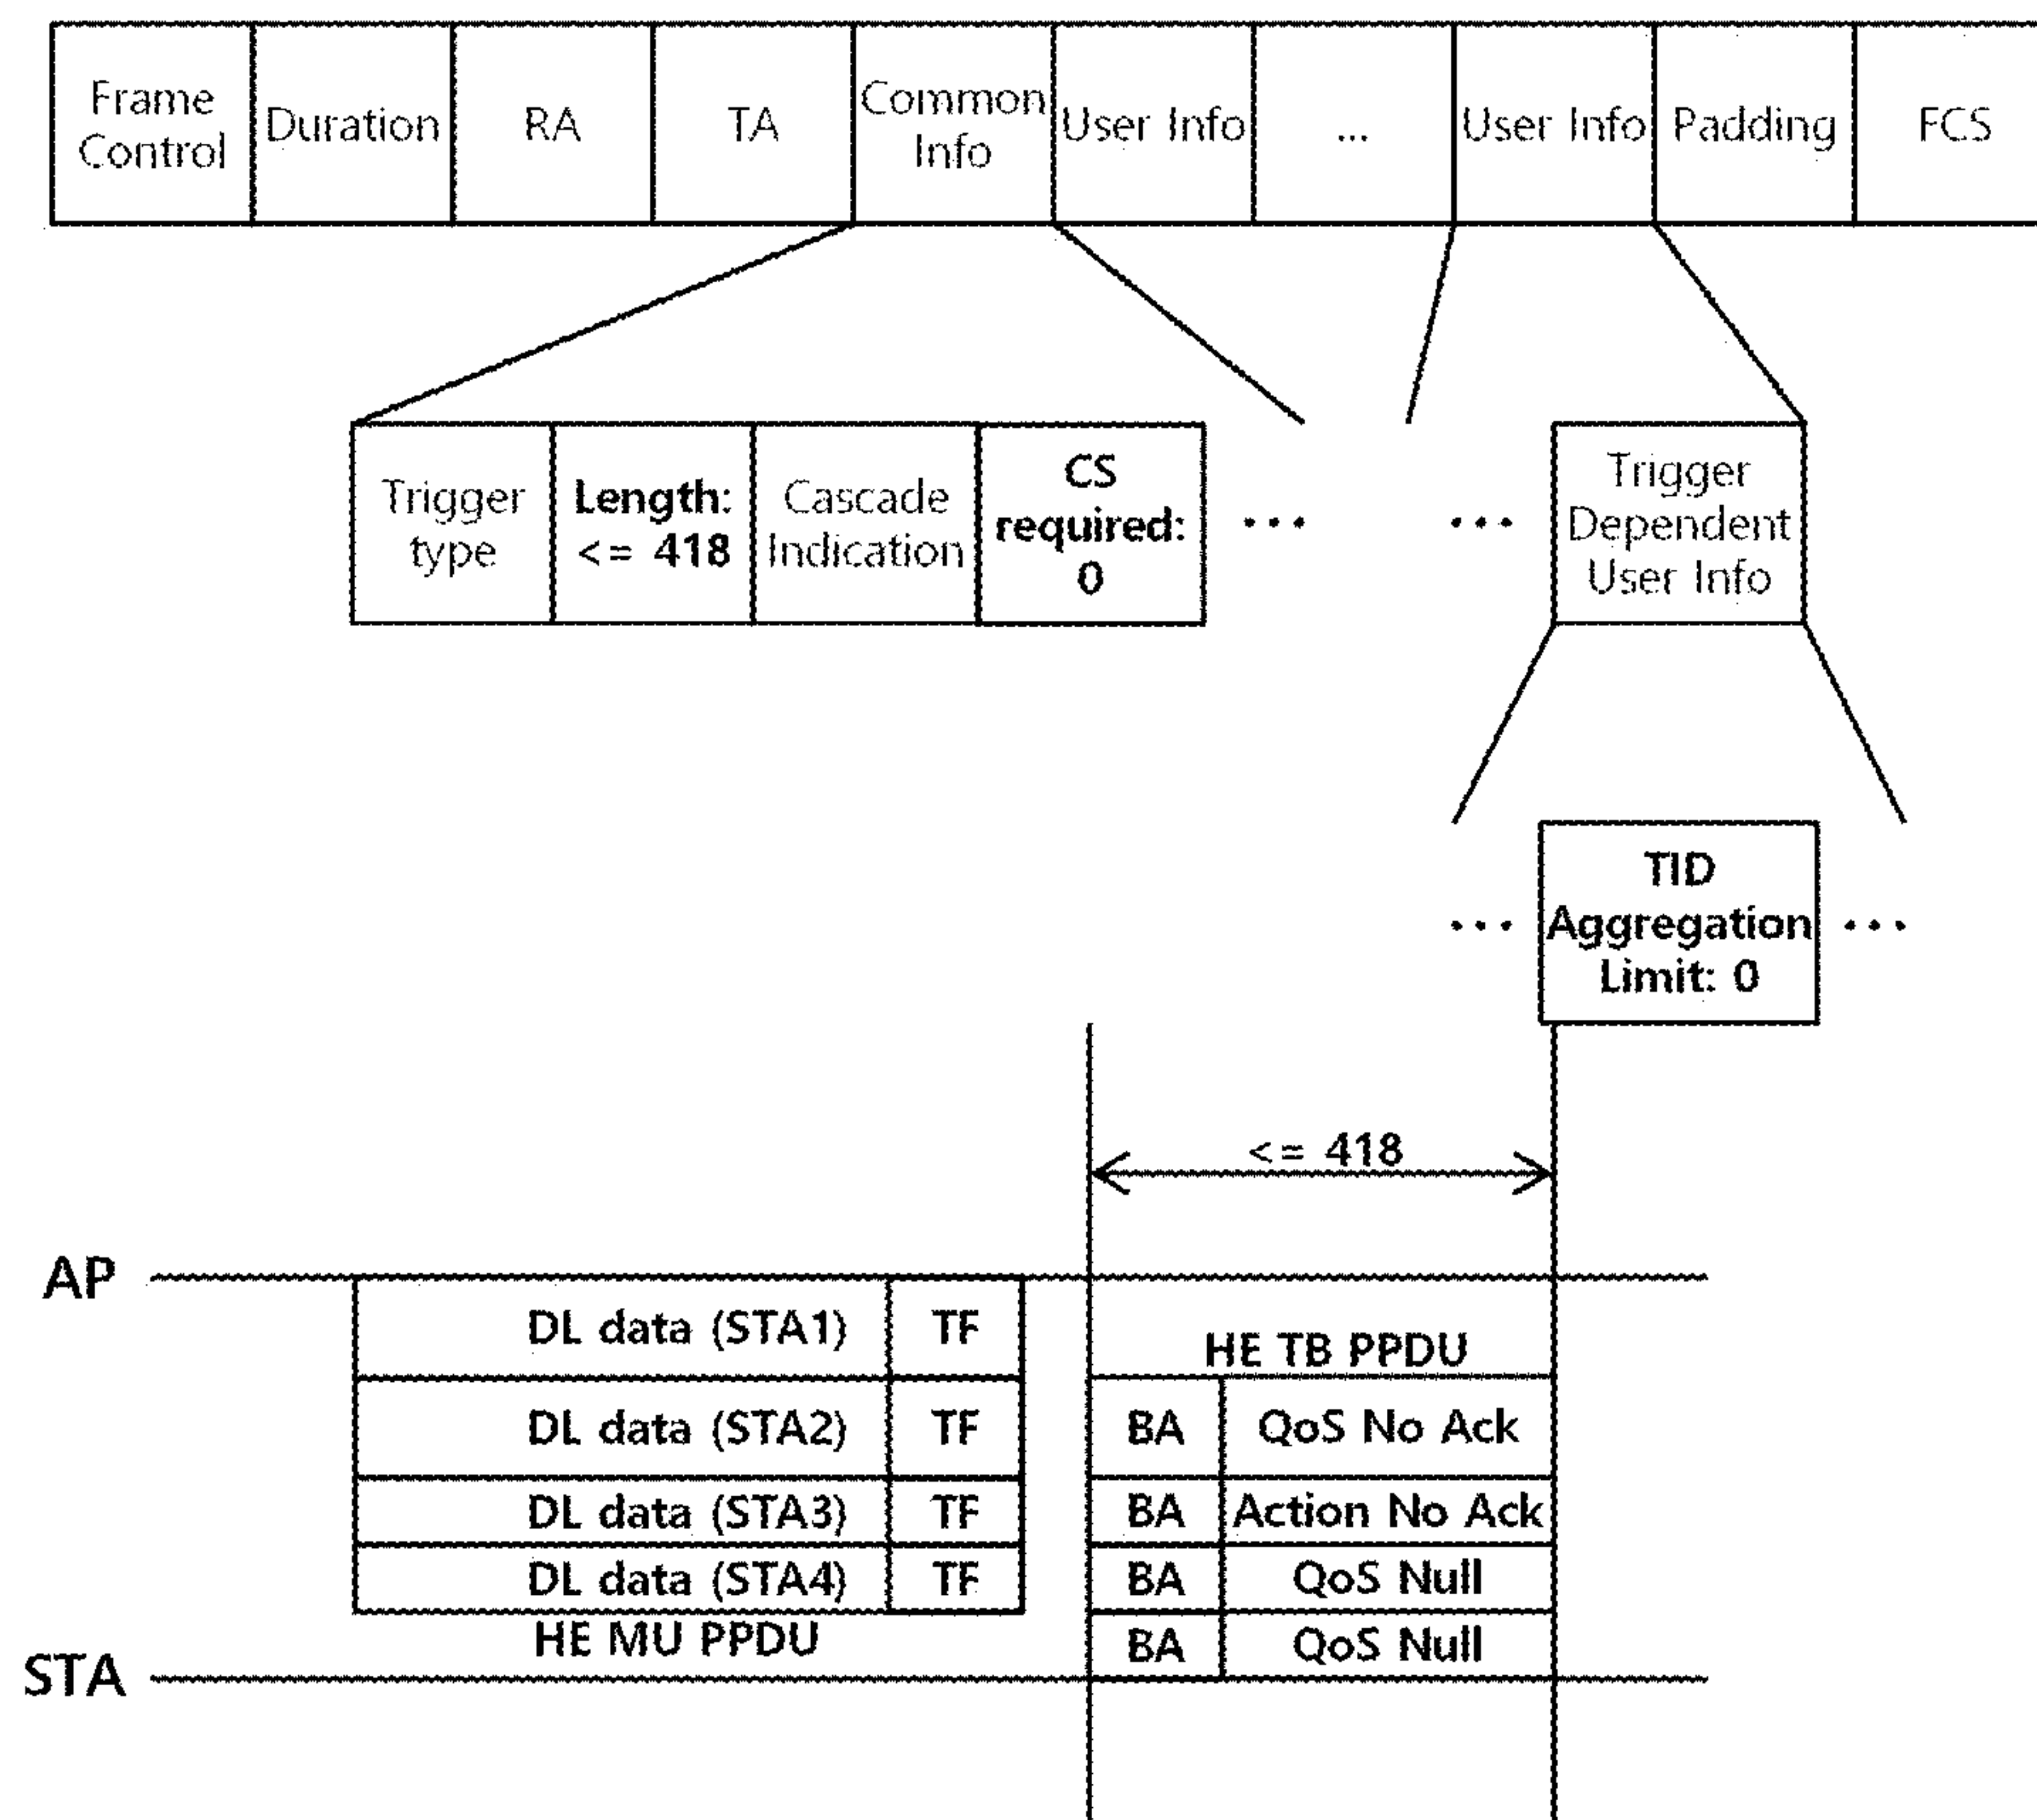 Frame Control
Duration
RA
TA
Common Info
User Info
...
User Info
Padding
FCS
Trigger type
Length: <= 418
Cascade Indication
CS required: 0
...
...
Trigger Dependent User Info
...
TID Aggregation Limit: 0
...
<= 418
AP
DL data (STA1) TF
HE TB PPDU
DL data (STA2) TF BA QoS No Ack
DL data (STA3) TF BA Action No Ack
DL data (STA4) TF BA QoS Null
HE MU PPDU BA QoS Null
STA